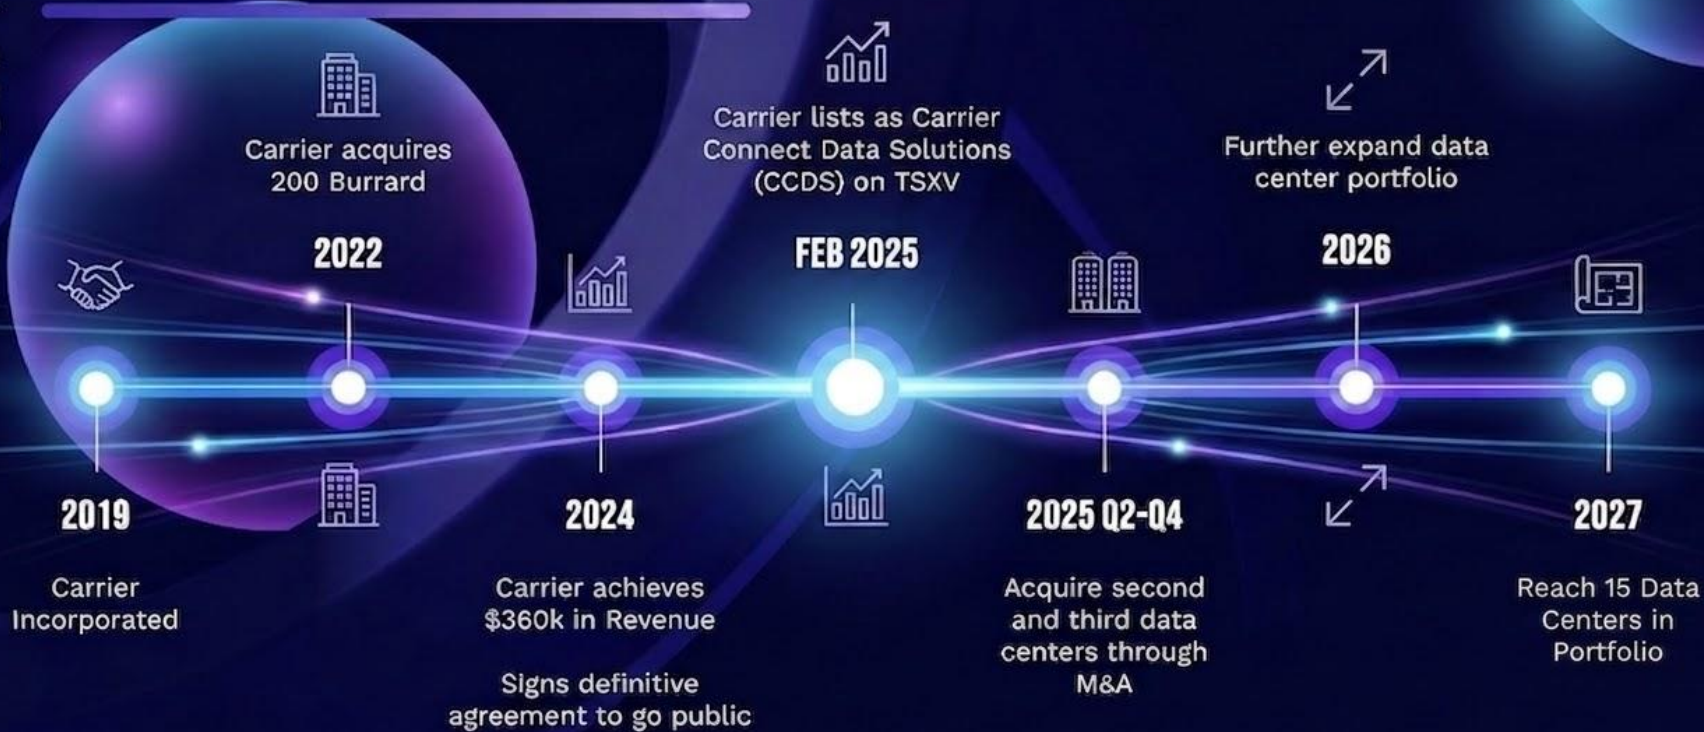 Carrier acquires
200 Burrard
2022
Carrier lists as Carrier
Connect Data Solutions
(CCDS) on TSXV
FEB 2025
Further expand data
center portfolio
2026
2019
Carrier
Incorporated
2024
Carrier achieves
$360k in Revenue
Signs definitive
agreement to go public
2025 Q2-Q4
Acquire second
and third data
centers through
M&A
2027
Reach 15 Data
Centers in
Portfolio